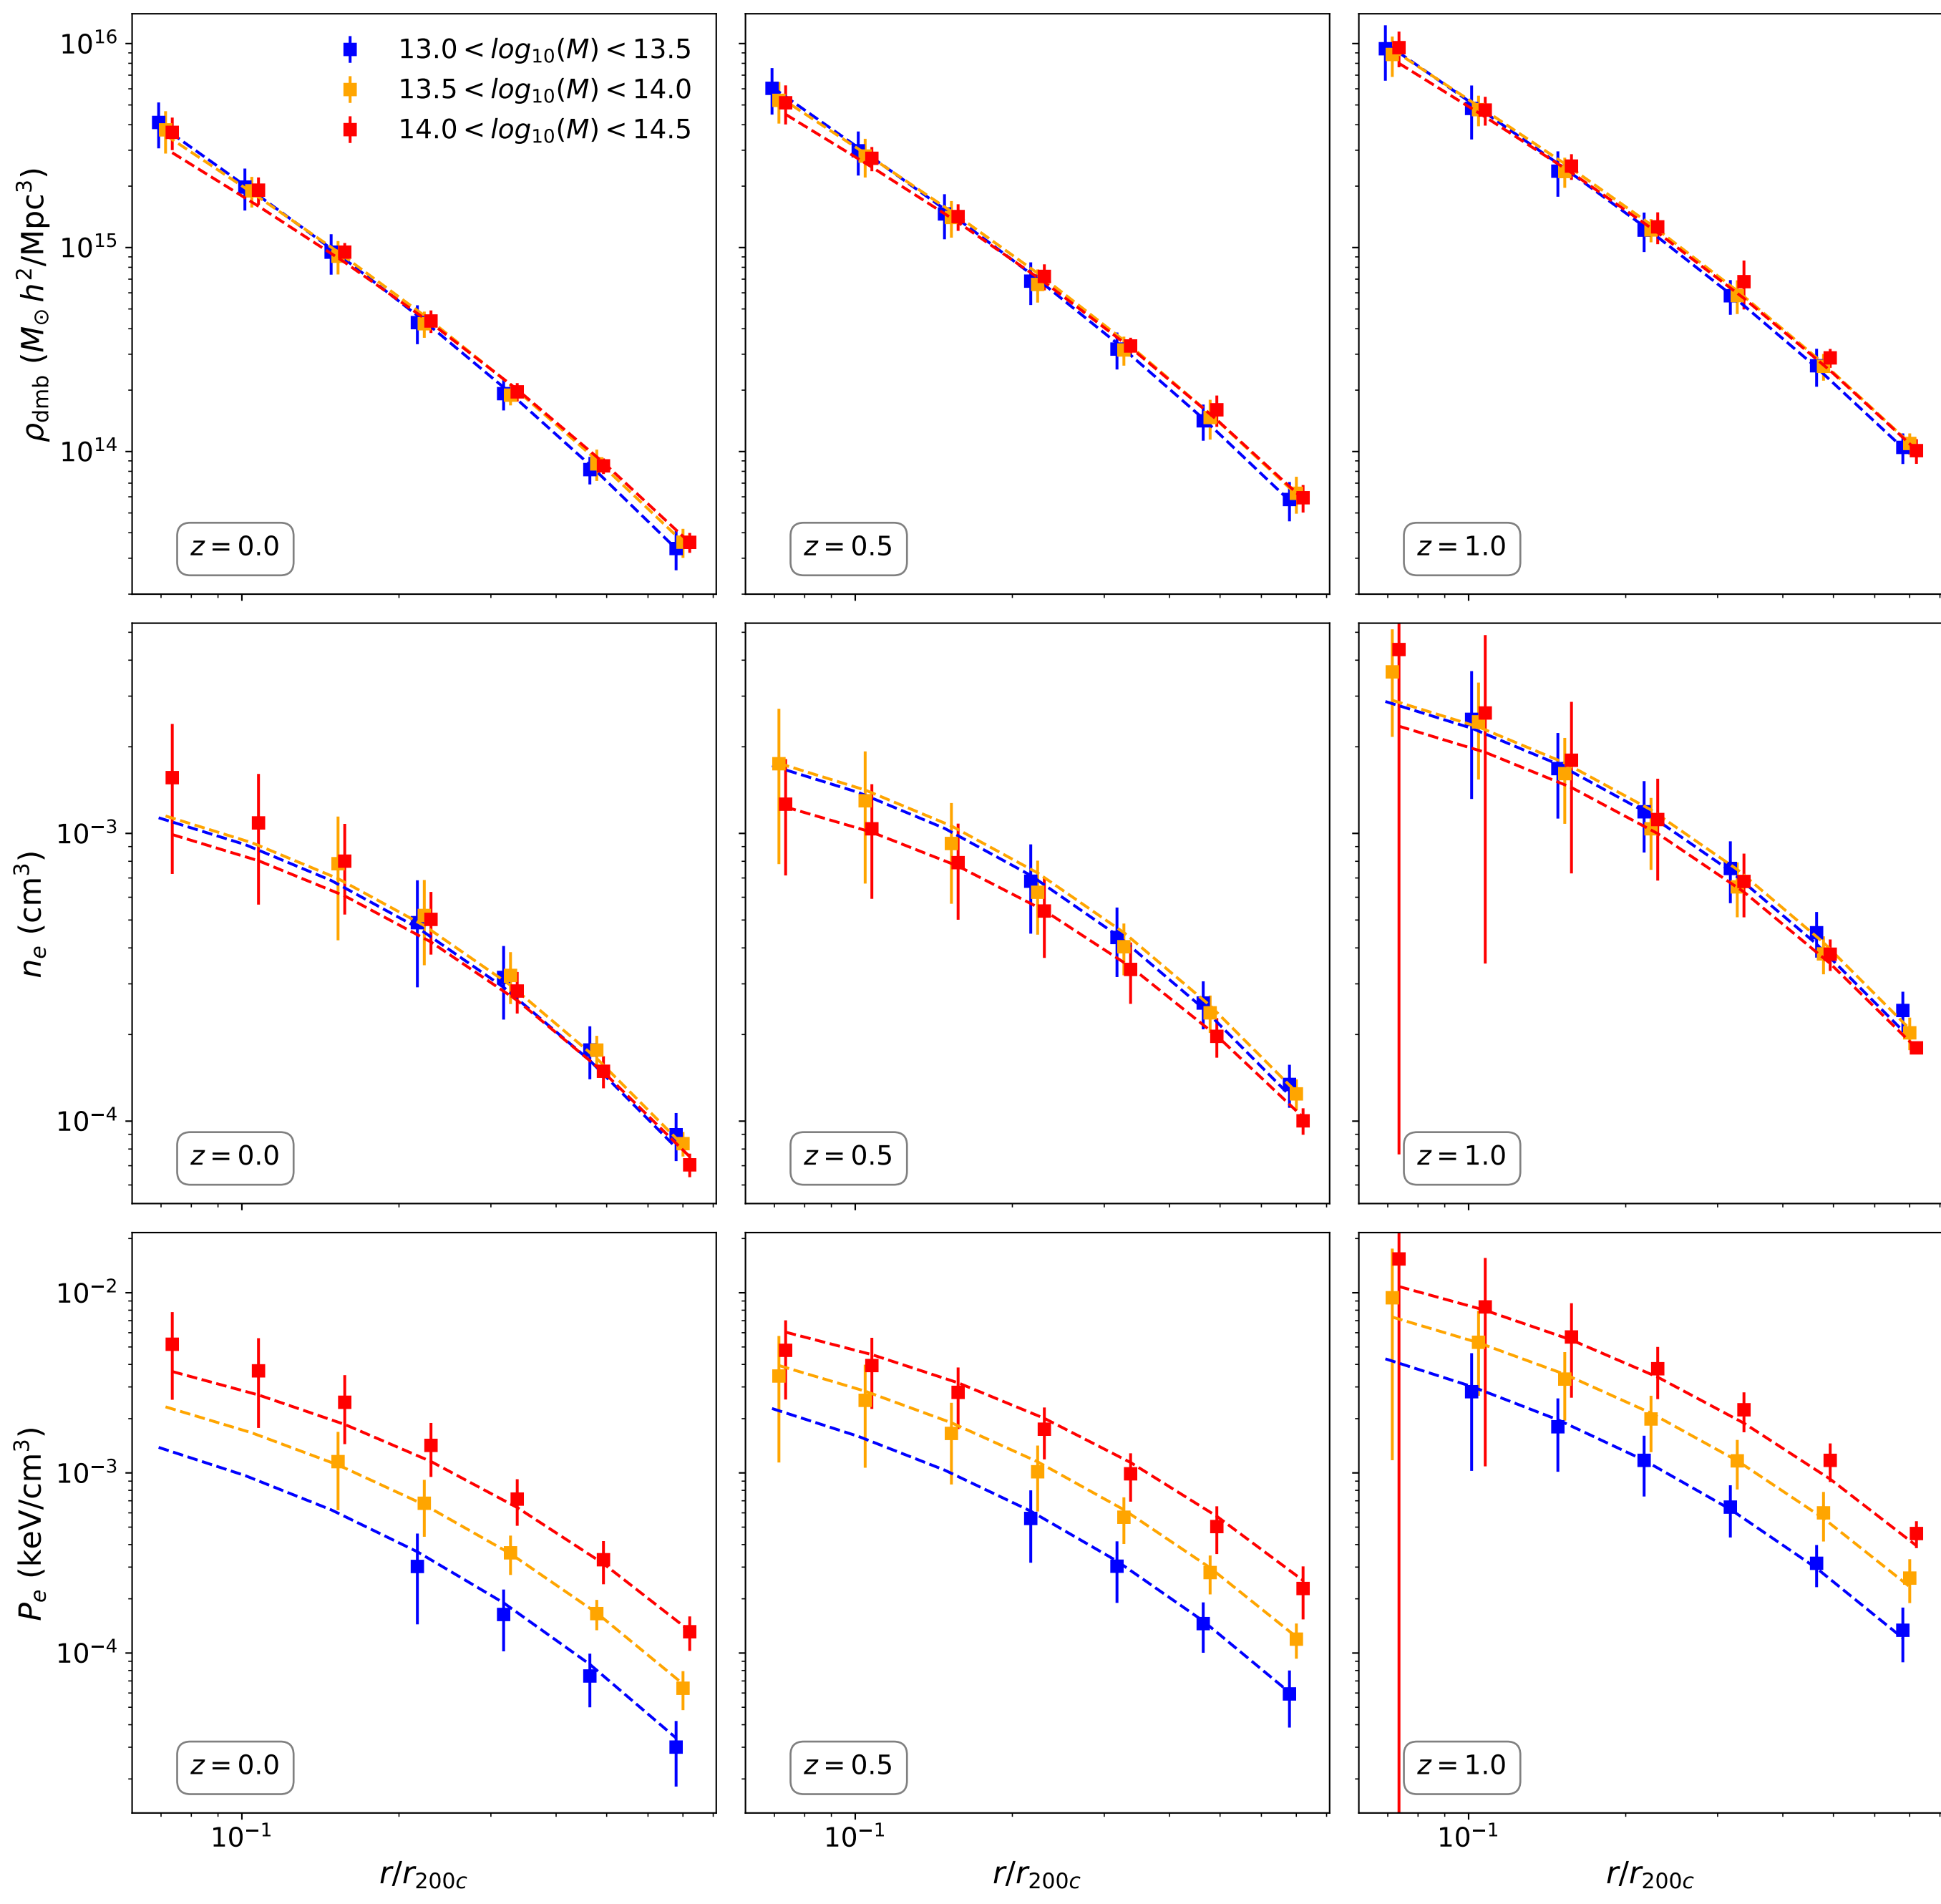 10^16
10^15
10^14
ρ_dmb (M_⊙ h^2/Mpc^3)
13.0 < log_10(M) < 13.5
13.5 < log_10(M) < 14.0
14.0 < log_10(M) < 14.5
z = 0.0
z = 0.5
z = 1.0
10^−3
10^−4
n_e (cm^3)
z = 0.0
z = 0.5
z = 1.0
10^−2
10^−3
10^−4
P_e (keV/cm^3)
z = 0.0
z = 0.5
z = 1.0
10^−1
10^−1
10^−1
r/r_200c
r/r_200c
r/r_200c